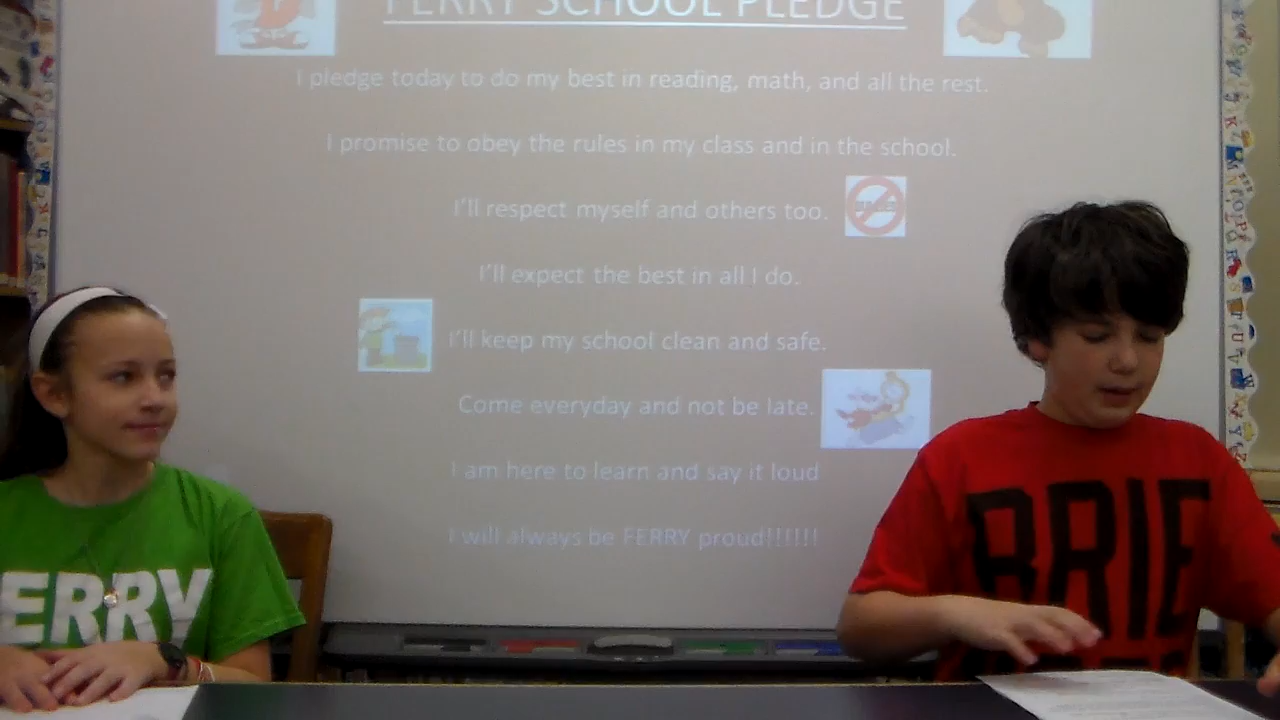 FERRY SCHOOL PLEDGE
I pledge today to do my best in reading, math, and all the rest.
I promise to obey the rules in my class and in the school.
I'll respect myself and others too.
I'll expect the best in all I do.
I'll keep my school clean and safe.
Come everyday and not be late.
I am here to learn and say it loud
I will always be FERRY proud!!!!!!
ERRY
BRIE